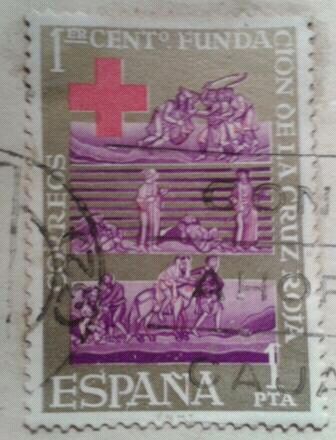 1ER CENTO. FUNDA
CION DE LA CRUZ ROJA
CORREOS
1
ESPAÑA PTA